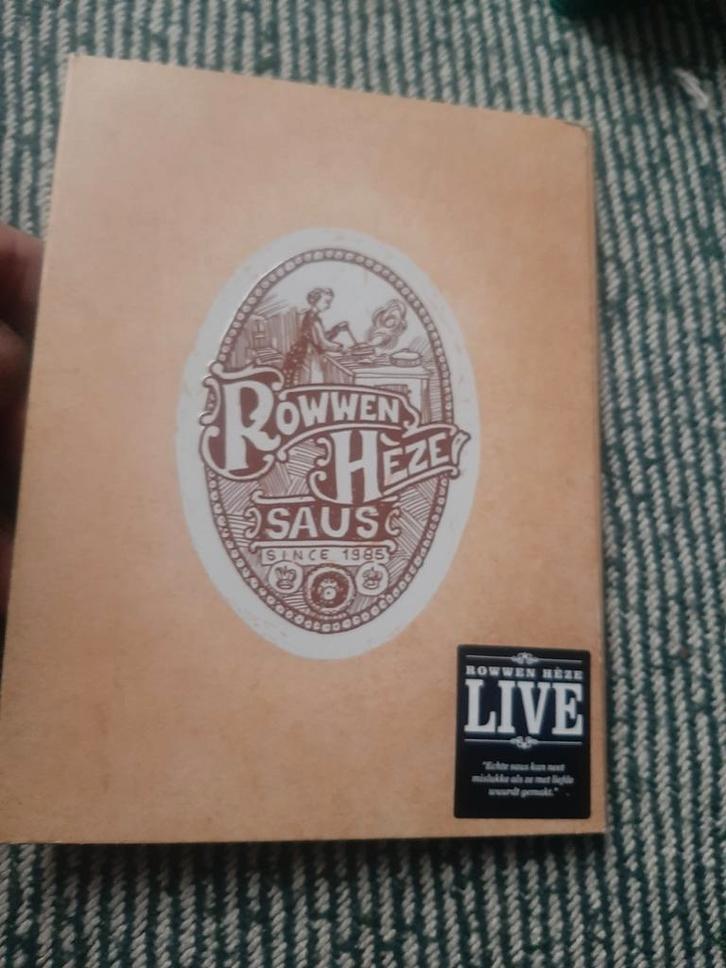 ROWWEN
HÈZE
SAUS
SINCE 1985
ROWWEN HÈZE
LIVE
"Echte saus kan neet
mislukke als ze met liefde
wuurdt gemakt."